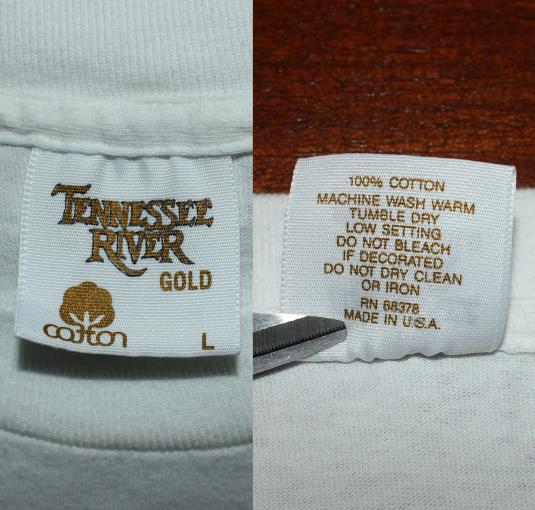 TENNESSEE
RIVER
GOLD
cotton
L
100% COTTON
MACHINE WASH WARM
TUMBLE DRY
LOW SETTING
DO NOT BLEACH
IF DECORATED
DO NOT DRY CLEAN
OR IRON
RN 68378
MADE IN U.S.A.